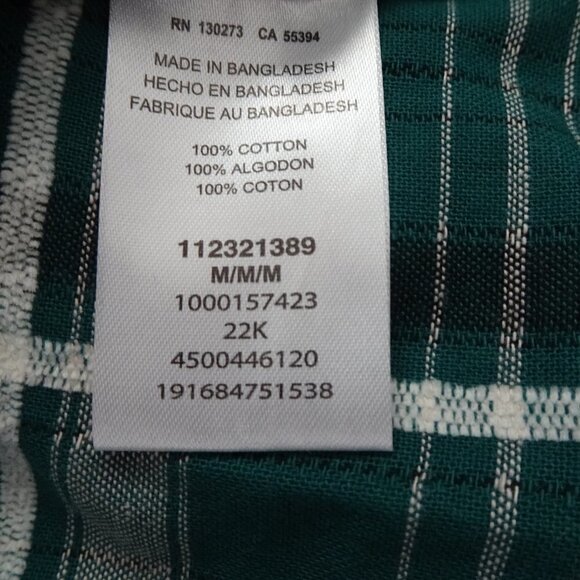 RN 130273 CA 55394
MADE IN BANGLADESH
HECHO EN BANGLADESH
FABRIQUE AU BANGLADESH
100% COTTON
100% ALGODON
100% COTON
112321389
M/M/M
1000157423
22K
4500446120
191684751538